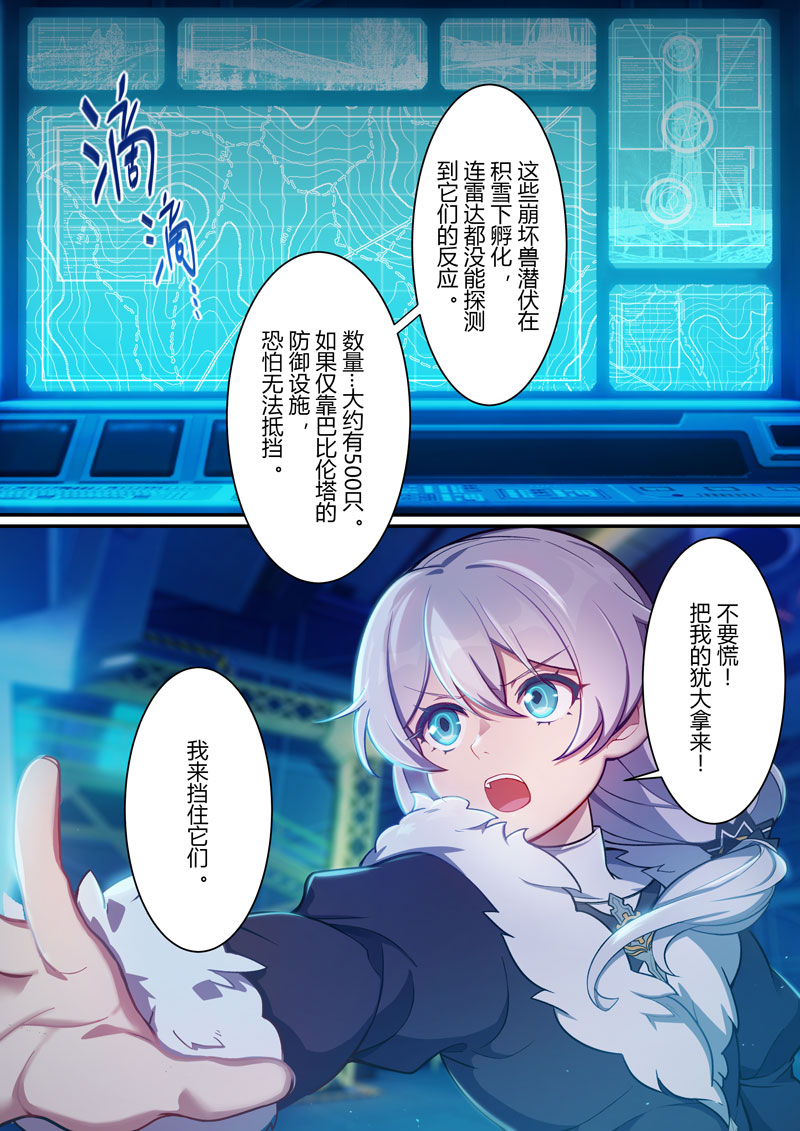 这些崩坏兽潜伏在
积雪下孵化，
连雷达都没能探测
到它们的反应。
滴
滴…
数量…大约有500只。
如果仅靠巴比伦塔的
防御设施，
恐怕无法抵挡。
不要慌！
把我的犹大拿来！
我来挡住它们。